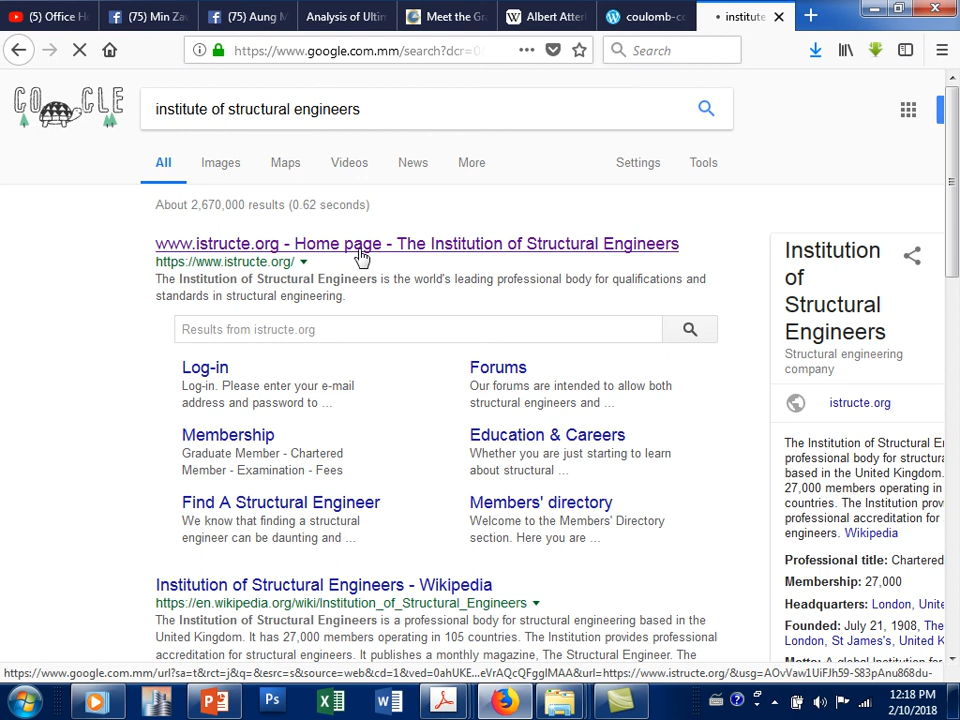 (5) Office H
(75) Min Zav
(75) Aung M
Analysis of Ultim
Meet the Gra
Albert Atterl
coulomb-co
institute
https://www.google.com.mm/search?dcr=0
Search
institute of structural engineers
All
Images
Maps
Videos
News
More
Settings
Tools
About 2,670,000 results (0.62 seconds)
www.istructe.org - Home page - The Institution of Structural Engineers
https://www.istructe.org/
The Institution of Structural Engineers is the world's leading professional body for qualifications and
standards in structural engineering.
Results from istructe.org
Log-in
Log-in. Please enter your e-mail
address and password to ...
Forums
Our forums are intended to allow both
structural engineers and ...
Membership
Graduate Member - Chartered
Member - Examination - Fees
Education & Careers
Whether you are just starting to learn
about structural ...
Find A Structural Engineer
We know that finding a structural
engineer can be daunting and ...
Members' directory
Welcome to the Members' Directory
section. Here you are ...
Institution of Structural Engineers - Wikipedia
https://en.wikipedia.org/wiki/Institution_of_Structural_Engineers
The Institution of Structural Engineers is a professional body for structural engineering based in the
United Kingdom. It has 27,000 members operating in 105 countries. The Institution provides
professional accreditation for structural engineers. It publishes a monthly magazine, The Structural Engineer. The
Institution
of
Structural
Engineers
Structural engineering
company
istructe.org
The Institution of Structural Er
professional body for structura
based in the United Kingdom.
27,000 members operating in
countries. The Institution prov
professional accreditation for
engineers. Wikipedia
Professional title: Chartered
Membership: 27,000
Headquarters: London, Unite
Founded: July 21, 1908, The
London, St James's, United K
https://www.google.com.mm/url?sa=t&rct=j&q=&esrc=s&source=web&cd=1&ved=0ahUKE...eVrAQcQFggIMAA&url=https://www.istructe.org/&usg=AOvVaw1UiFJh59-S83pAnu868du-
12:18 PM
2/10/2018